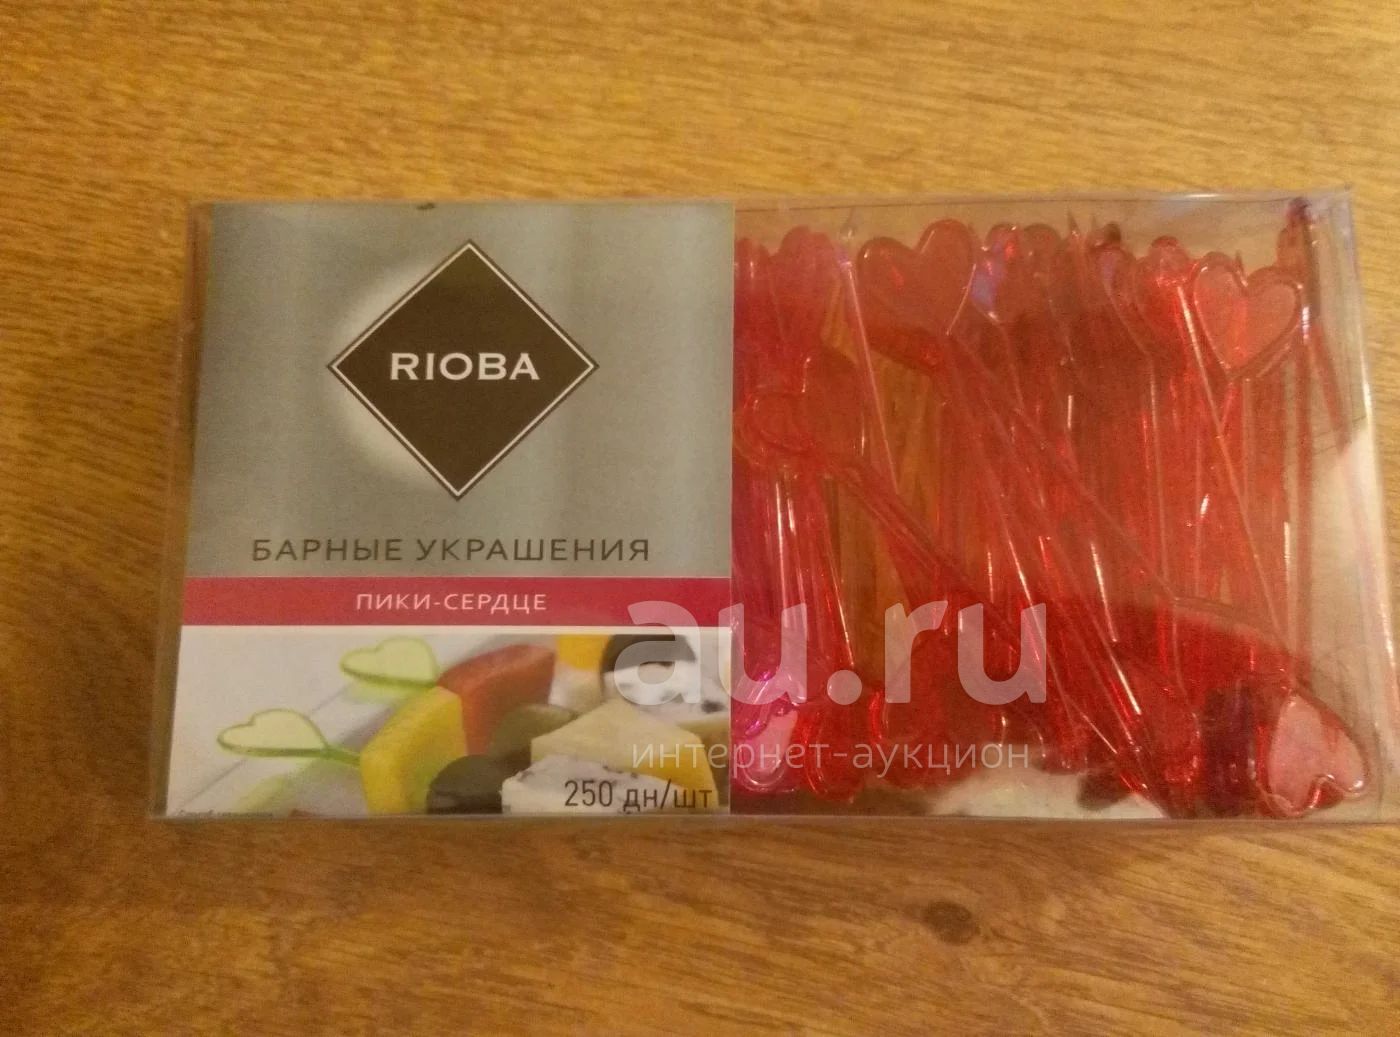 RIOBA
БАРНЫЕ УКРАШЕНИЯ
ПИКИ-СЕРДЦЕ
250 дн/шт
au.ru
интернет-аукцион